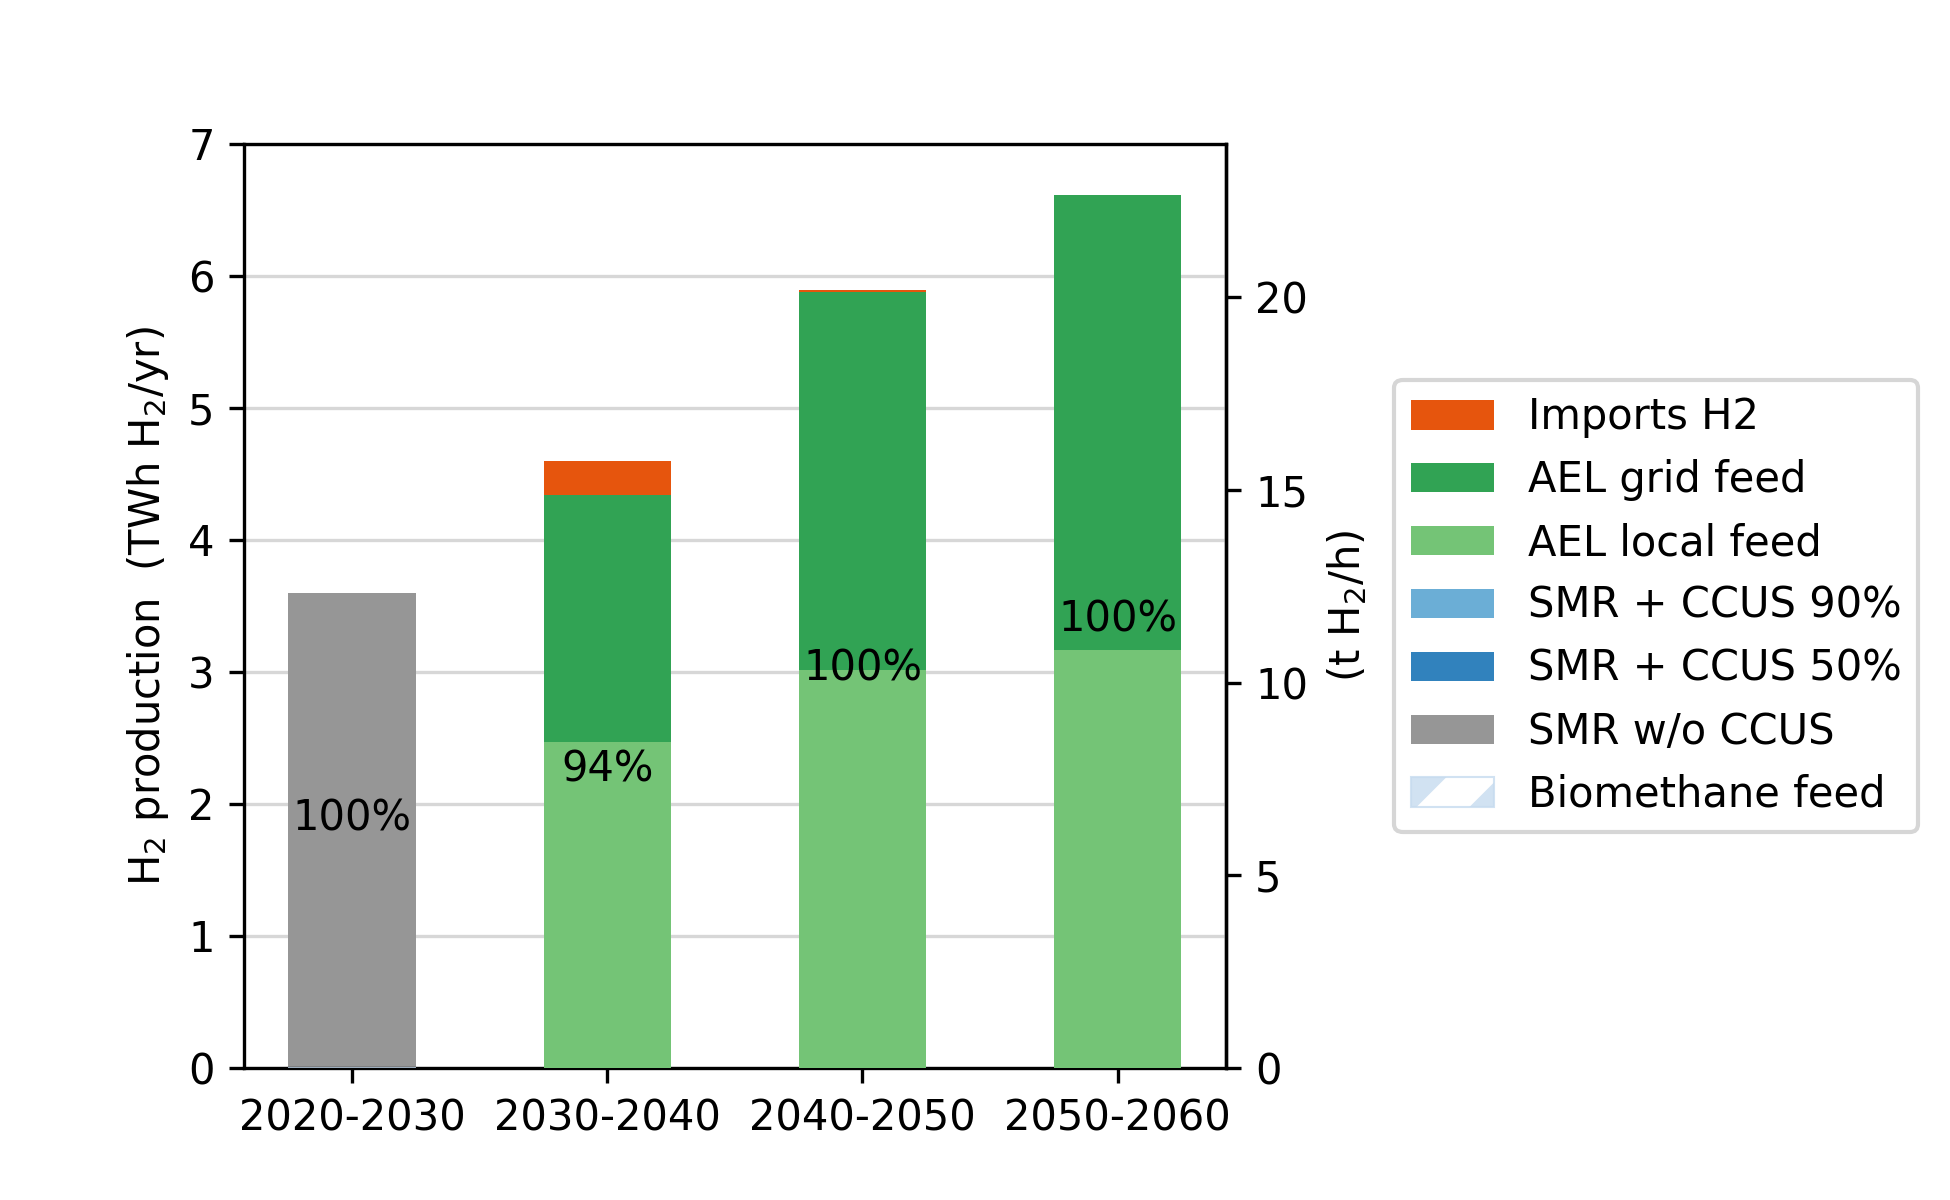 7
6
5
4
3
2
1
0
H₂ production (TWh H₂/yr)
100%
94%
100%
100%
20
15
10
5
0
(t H₂/h)
2020-2030 2030-2040 2040-2050 2050-2060
Imports H2
AEL grid feed
AEL local feed
SMR + CCUS 90%
SMR + CCUS 50%
SMR w/o CCUS
Biomethane feed